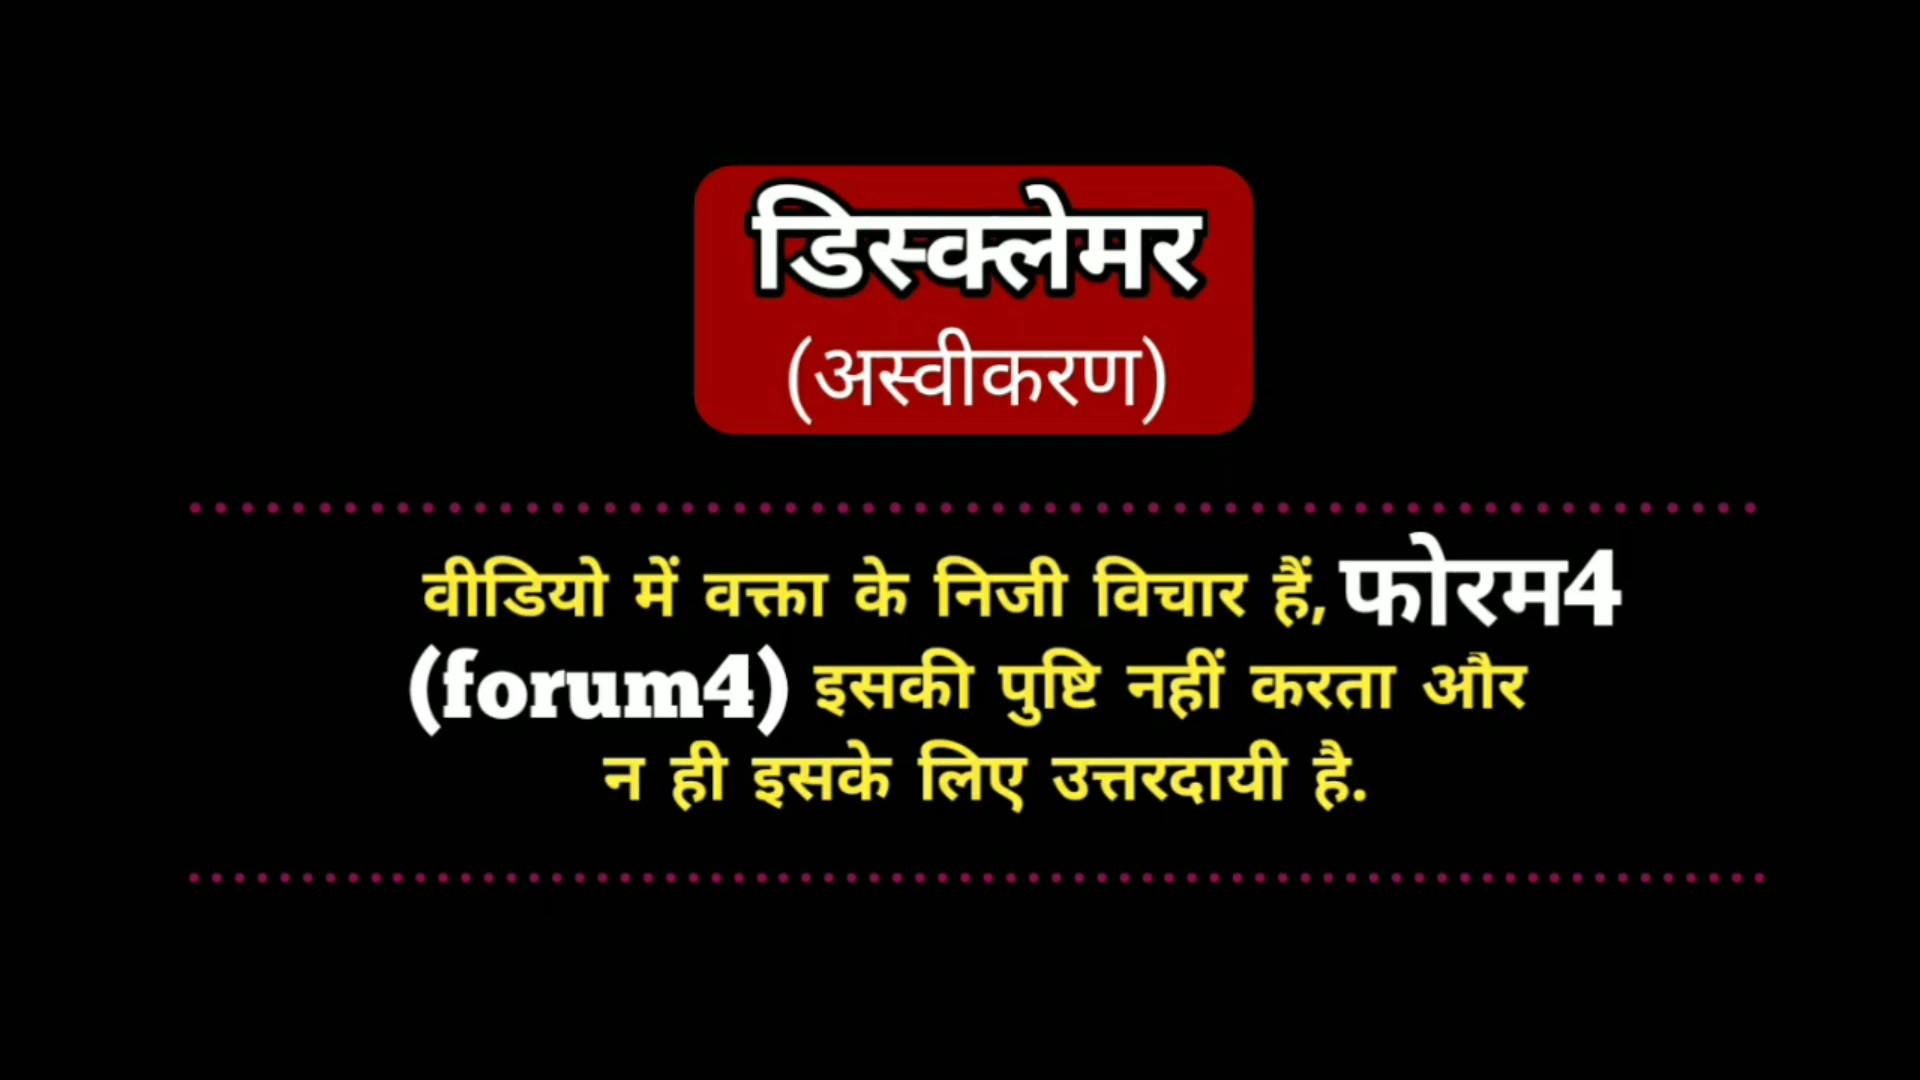 डिस्क्लेमर
(अस्वीकरण)
वीडियो में वक्ता के निजी विचार हैं, फोरम4
(forum4) इसकी पुष्टि नहीं करता और
न ही इसके लिए उत्तरदायी है.